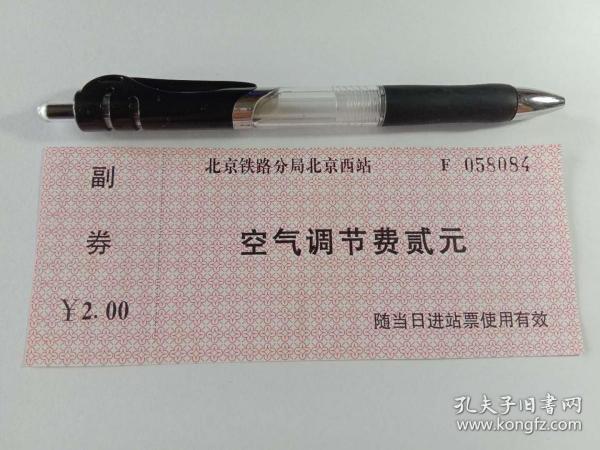 副
券
￥2.00
北京铁路分局北京西站
F 058084
空气调节费贰元
随当日进站票使用有效
孔夫子旧书网
www.kongfz.com